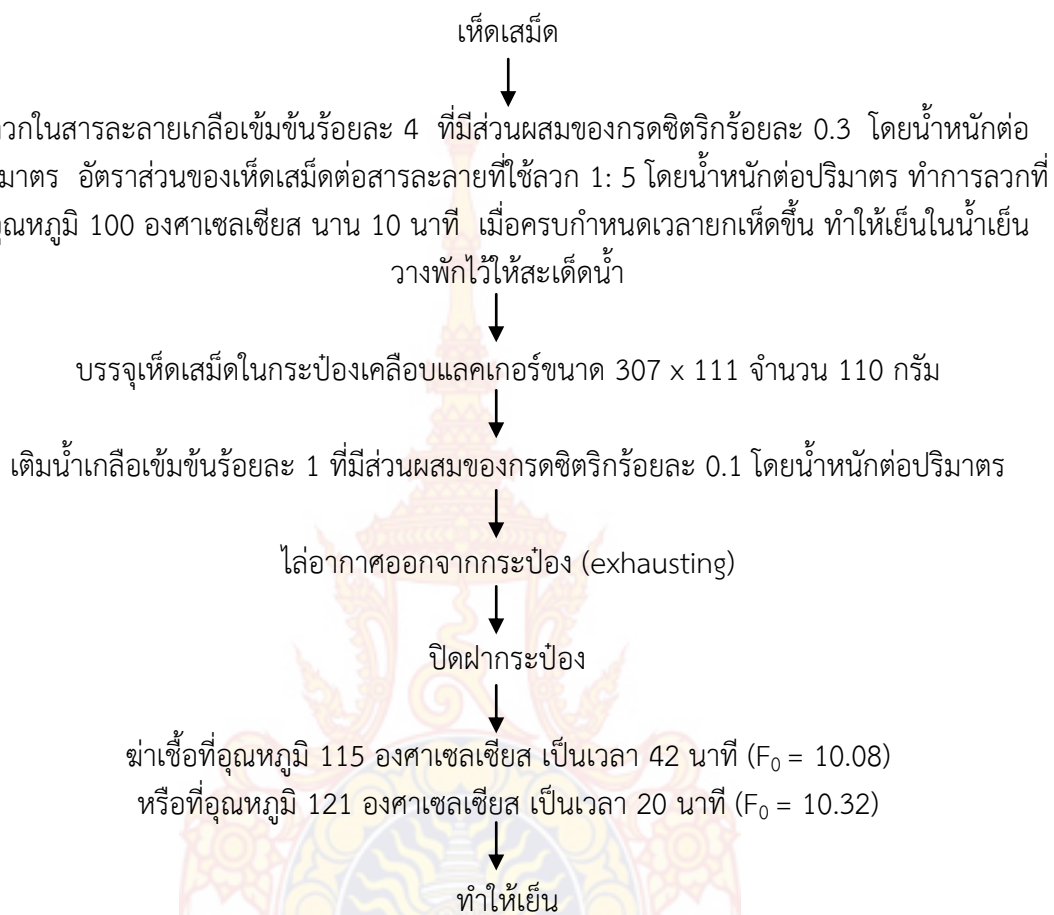 เห็ดเสม็ด
ในสารละลายเกลือเข้มข้นร้อยละ 4 ที่มีส่วนผสมของกรดซิตริกร้อยละ 0.3 โดยน้ำหนักต่อ
อัตราส่วนของเห็ดเสม็ดต่อสารละลายที่ใช้ลวก 1: 5 โดยน้ำหนักต่อปริมาตร ทำการลวกที่
100 องศาเซลเซียส นาน 10 นาที เมื่อครบกำหนดเวลายกเห็ดขึ้น ทำให้เย็นในน้ำเย็น
วางพักไว้ให้สะเด็ดน้ำ
บรรจุเห็ดเสม็ดในกระป๋องเคลือบแลคเกอร์ขนาด 307 x 111 จำนวน 110 กรัม
เติมน้ำเกลือเข้มข้นร้อยละ 1 ที่มีส่วนผสมของกรดซิตริกร้อยละ 0.1 โดยน้ำหนักต่อปริมาตร
ไล่อากาศออกจากกระป๋อง (exhausting)
ปิดฝากระป๋อง
ฆ่าเชื้อที่อุณหภูมิ 115 องศาเซลเซียส เป็นเวลา 42 นาที (F₀ = 10.08)
หรือที่อุณหภูมิ 121 องศาเซลเซียส เป็นเวลา 20 นาที (F₀ = 10.32)
ทำให้เย็น